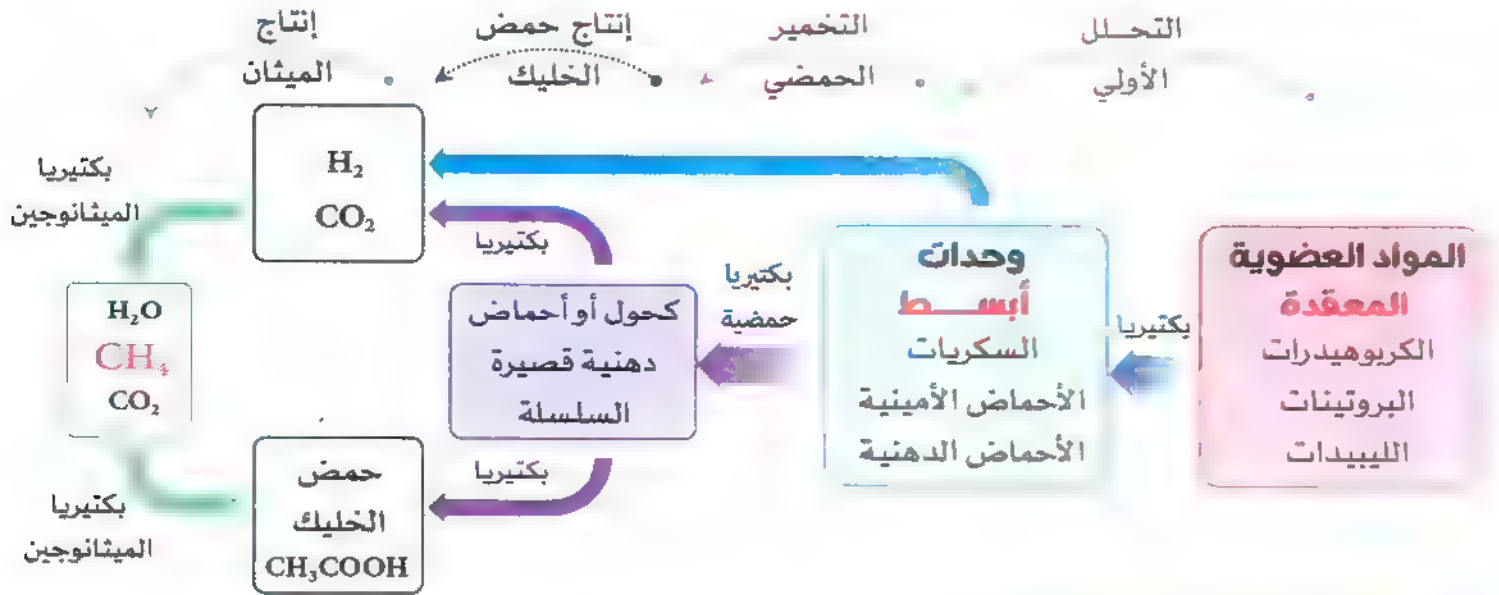 التحلل
الأولي
التخمير
الحمضي
إنتاج حمض
الخليك
إنتاج
الميثان
المواد العضوية
المعقدة
الكربوهيدرات
البروتينات
الليبيدات
بكتيريا
وحدات
أبسط
السكريات
الأحماض الأمينية
الأحماض الدهنية
بكتيريا
حمضية
كحول أو أحماض
دهنية قصيرة
السلسلة
بكتيريا
بكتيريا
H₂
CO₂
حمض
الخليك
CH₃COOH
بكتيريا
الميثانوجين
بكتيريا
الميثانوجين
H₂O
CH₄
CO₂